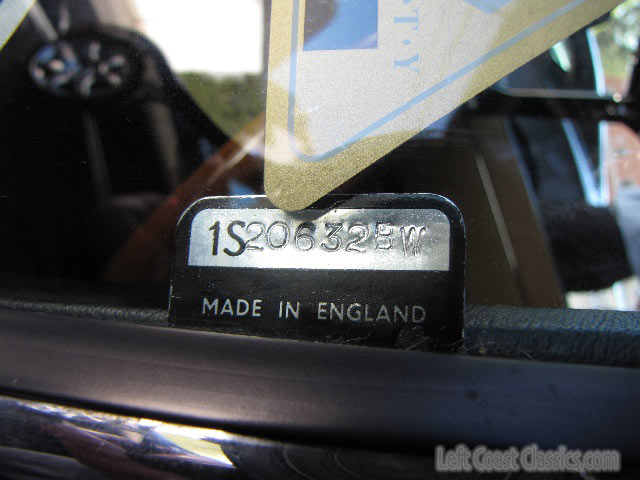 T·Y
1S20632BW
MADE IN ENGLAND
Left Coast Classics.com